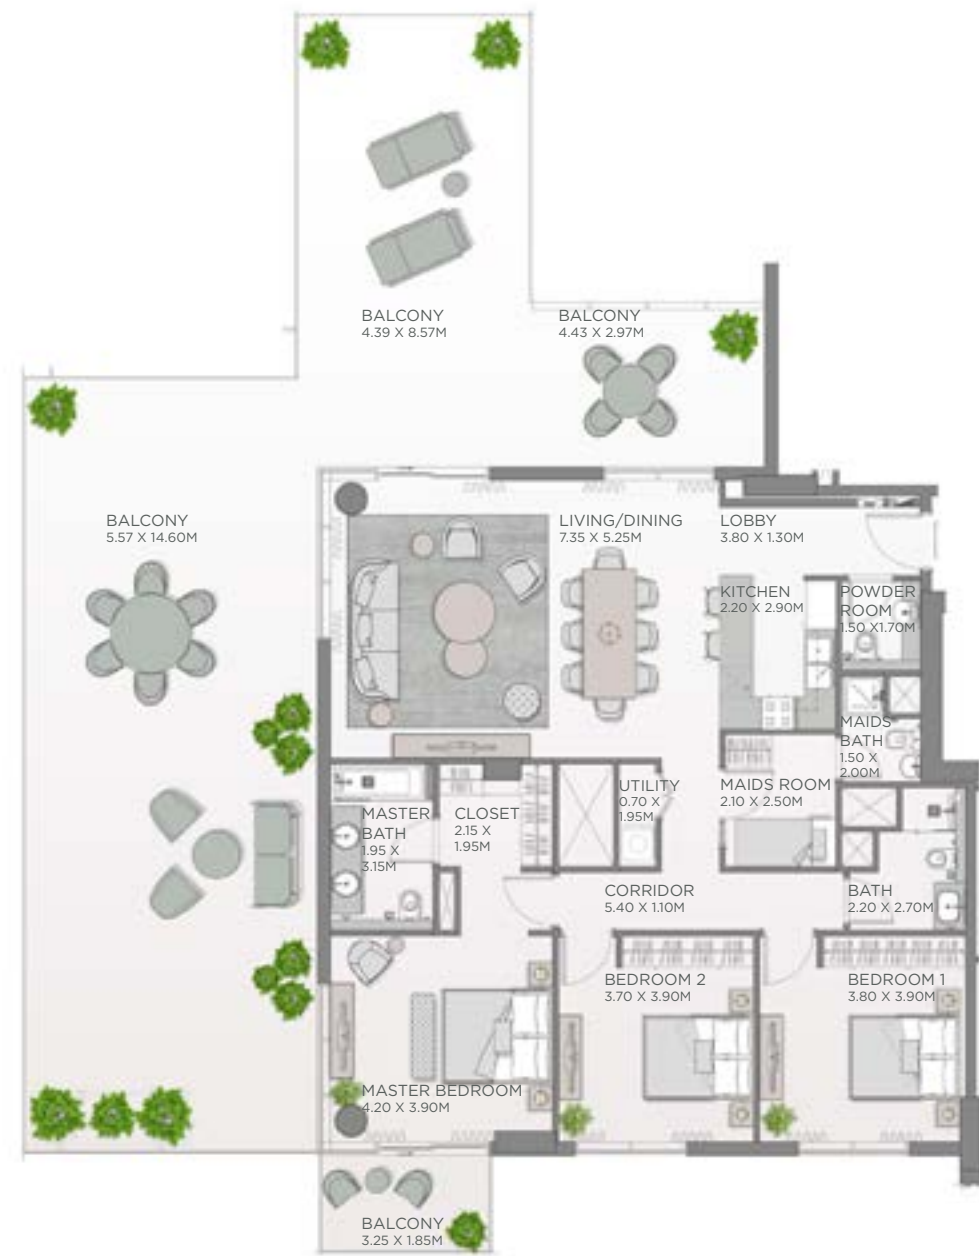 BALCONY
4.39 X 8.57M
BALCONY
4.43 X 2.97M
BALCONY
5.57 X 14.60M
LIVING/DINING
7.35 X 5.25M
LOBBY
3.80 X 1.30M
KITCHEN
2.20 X 2.90M
POWDER
ROOM
1.50 X1.70M
MAIDS
BATH
1.50 X
2.00M
MAIDS ROOM
2.10 X 2.50M
UTILITY
0.70 X
1.95M
CLOSET
2.15 X
1.95M
MASTER
BATH
1.95 X
3.15M
CORRIDOR
5.40 X 1.10M
BATH
2.20 X 2.70M
BEDROOM 2
3.70 X 3.90M
BEDROOM 1
3.80 X 3.90M
MASTER BEDROOM
4.20 X 3.90M
BALCONY
3.25 X 1.85M